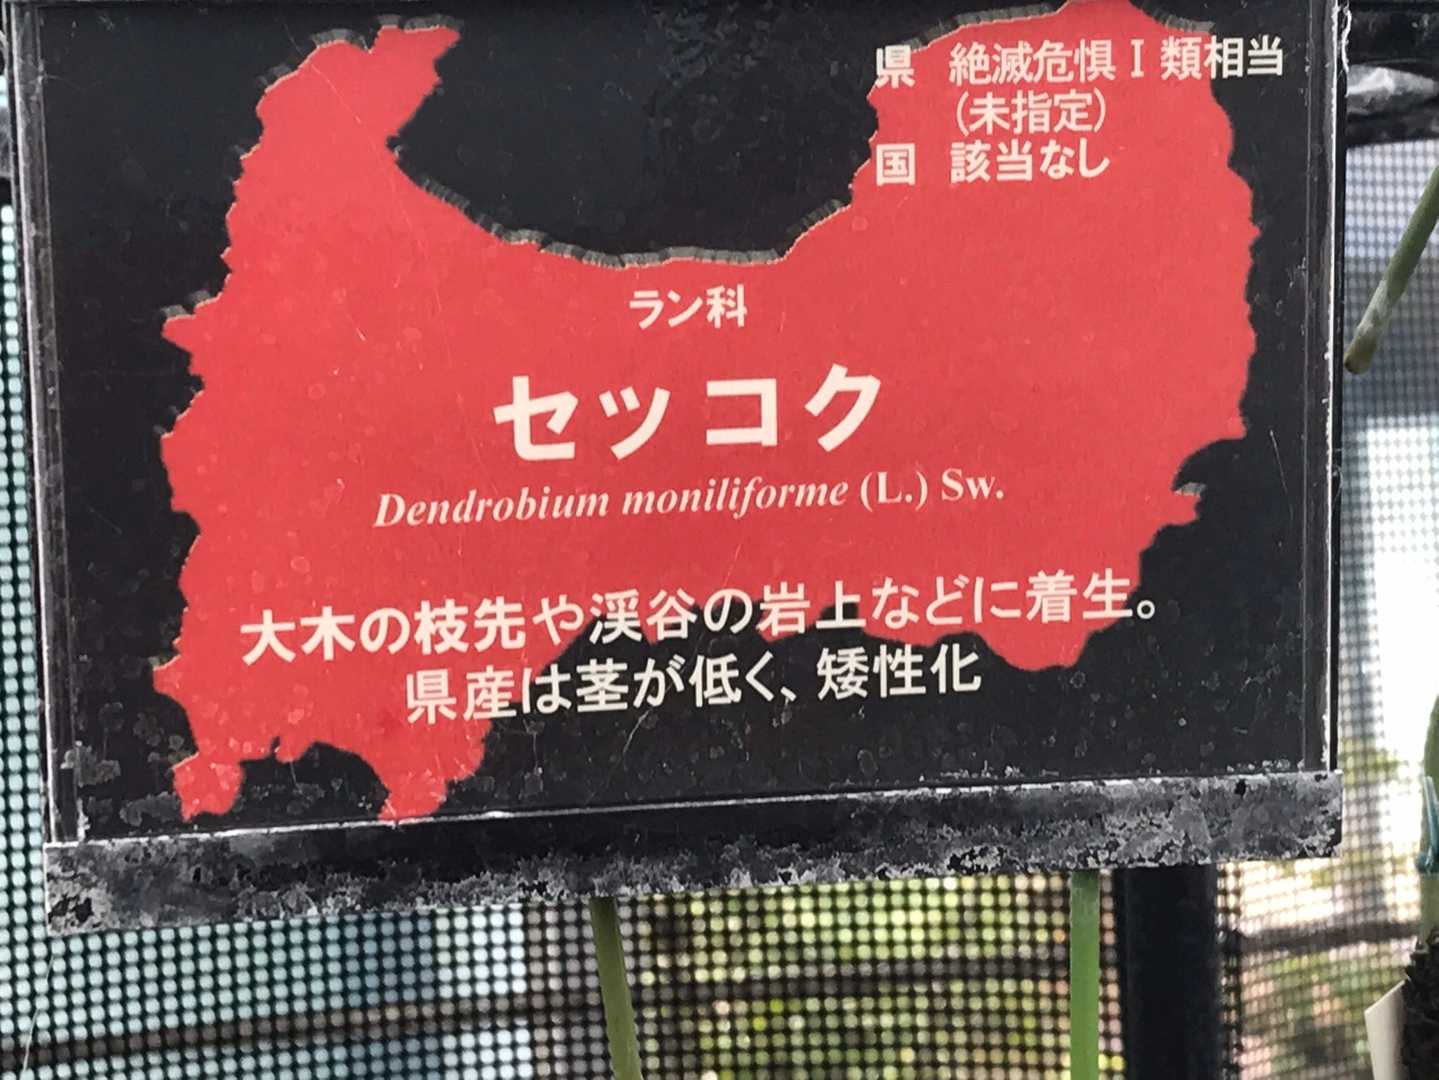 県 絶滅危惧Ⅰ類相当
(未指定)
国 該当なし
ラン科
セッコク
Dendrobium moniliforme (L.) Sw.
大木の枝先や渓谷の岩上などに着生。
県産は茎が低く、矮性化